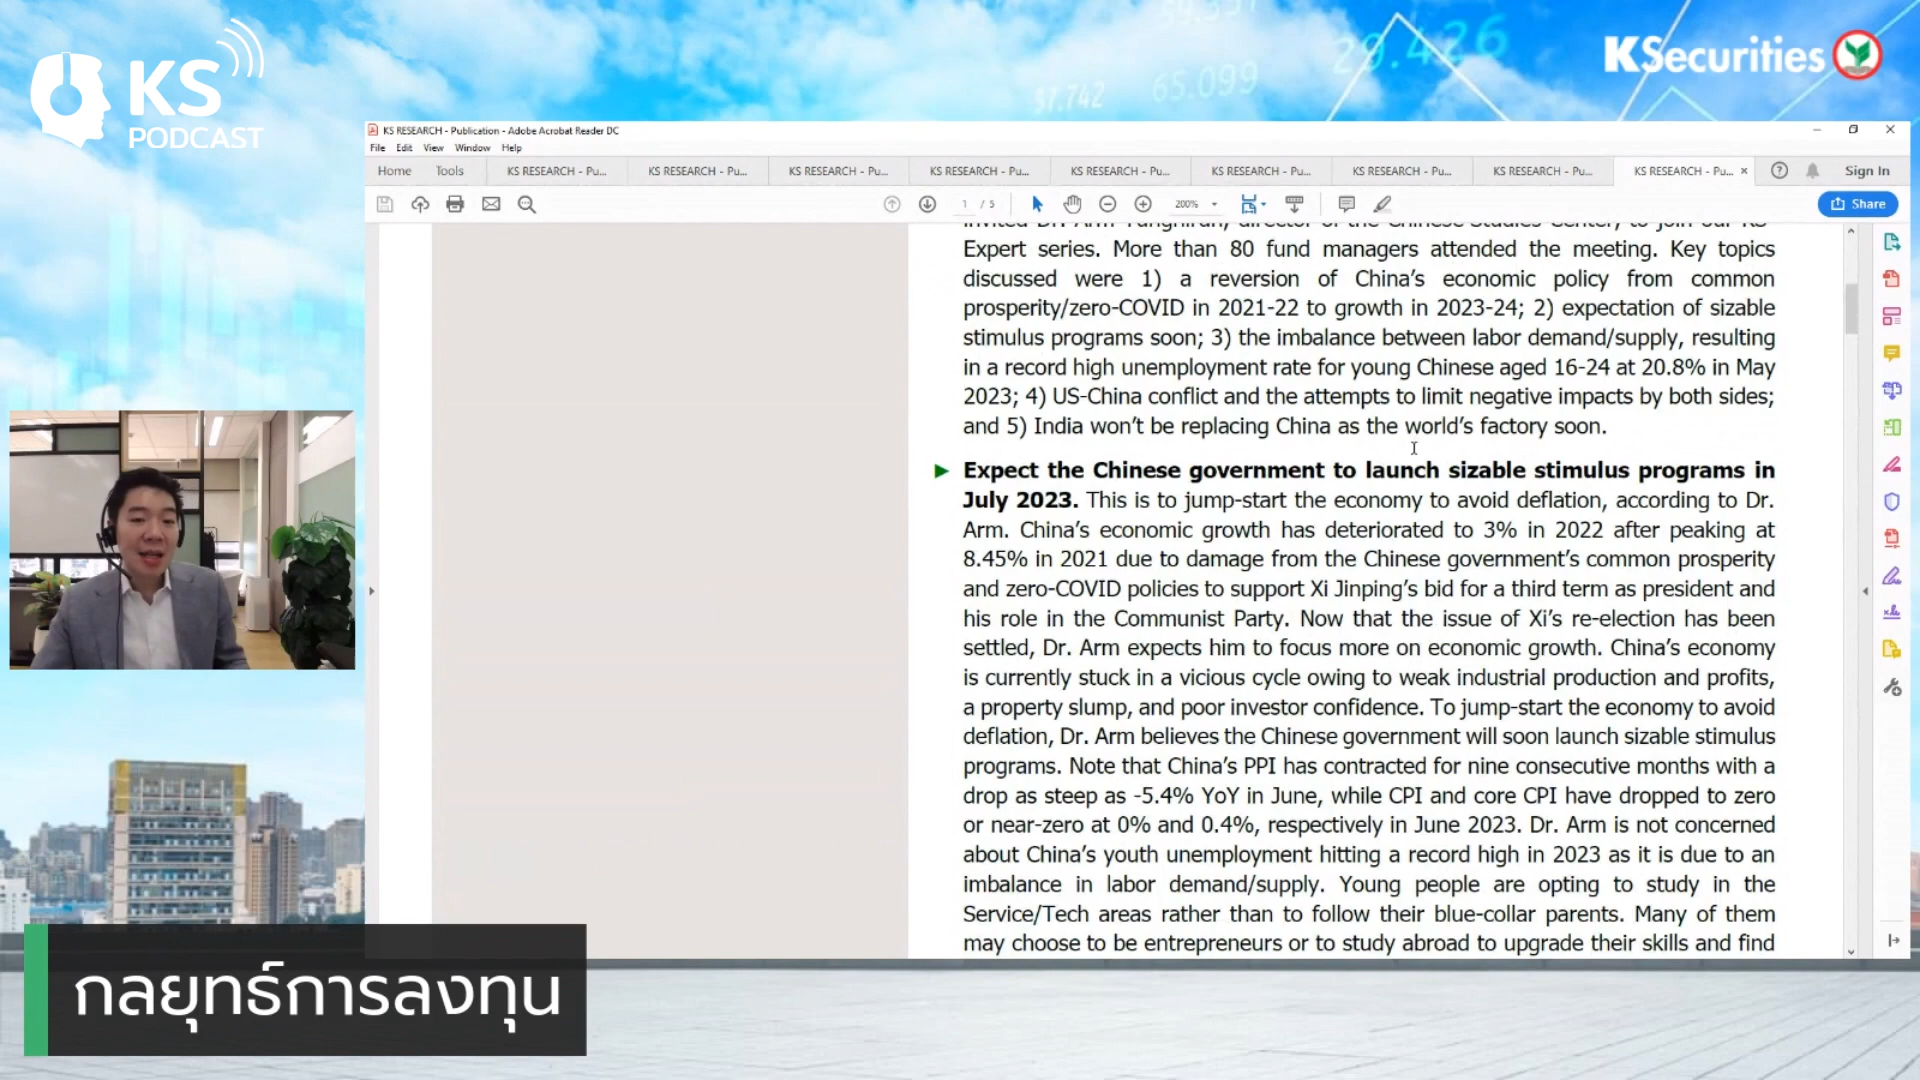 59.351
29.426
37.742
65.099
KS
PODCAST
KSecurities
KS RESEARCH - Publication - Adobe Acrobat Reader DC
File Edit View Window Help
Home Tools KS RESEARCH - Pu... KS RESEARCH - Pu... KS RESEARCH - Pu... KS RESEARCH - Pu... KS RESEARCH - Pu... KS RESEARCH - Pu... KS RESEARCH - Pu... KS RESEARCH - Pu... KS RESEARCH - Pu... × Sign In
1 / 5 200% Share
Expert series. More than 80 fund managers attended the meeting. Key topics
discussed were 1) a reversion of China's economic policy from common
prosperity/zero-COVID in 2021-22 to growth in 2023-24; 2) expectation of sizable
stimulus programs soon; 3) the imbalance between labor demand/supply, resulting
in a record high unemployment rate for young Chinese aged 16-24 at 20.8% in May
2023; 4) US-China conflict and the attempts to limit negative impacts by both sides;
and 5) India won't be replacing China as the world's factory soon.
Expect the Chinese government to launch sizable stimulus programs in
July 2023. This is to jump-start the economy to avoid deflation, according to Dr.
Arm. China's economic growth has deteriorated to 3% in 2022 after peaking at
8.45% in 2021 due to damage from the Chinese government's common prosperity
and zero-COVID policies to support Xi Jinping's bid for a third term as president and
his role in the Communist Party. Now that the issue of Xi's re-election has been
settled, Dr. Arm expects him to focus more on economic growth. China's economy
is currently stuck in a vicious cycle owing to weak industrial production and profits,
a property slump, and poor investor confidence. To jump-start the economy to avoid
deflation, Dr. Arm believes the Chinese government will soon launch sizable stimulus
programs. Note that China's PPI has contracted for nine consecutive months with a
drop as steep as -5.4% YoY in June, while CPI and core CPI have dropped to zero
or near-zero at 0% and 0.4%, respectively in June 2023. Dr. Arm is not concerned
about China's youth unemployment hitting a record high in 2023 as it is due to an
imbalance in labor demand/supply. Young people are opting to study in the
Service/Tech areas rather than to follow their blue-collar parents. Many of them
may choose to be entrepreneurs or to study abroad to upgrade their skills and find
กลยุทธ์การลงทุน